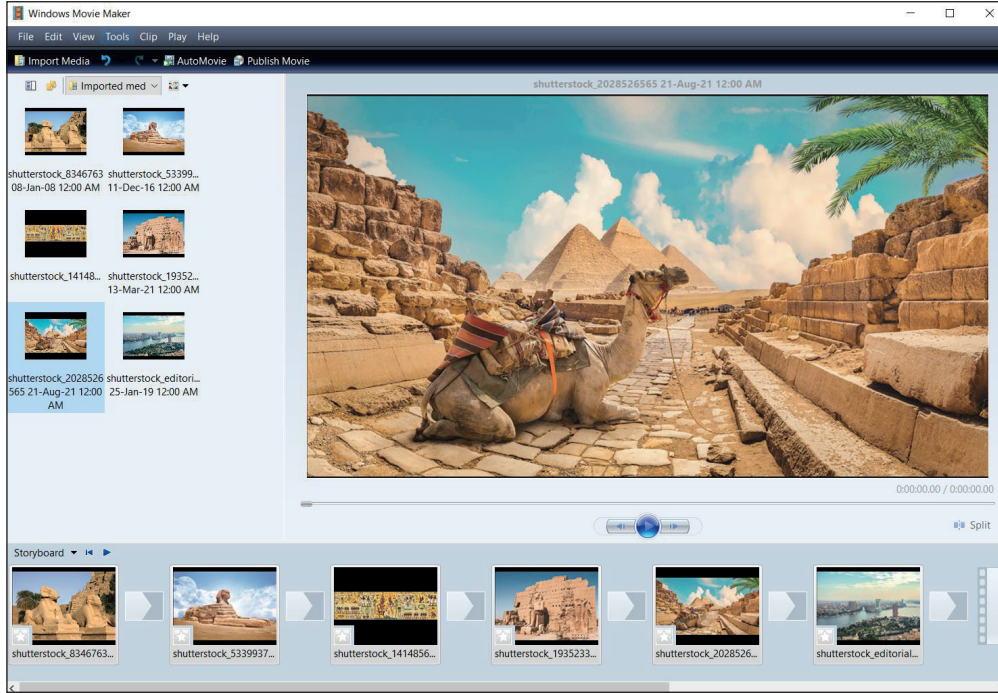 Windows Movie Maker
File Edit View Tools Clip Play Help
Import Media AutoMovie Publish Movie
Imported med
shutterstock_2028526565 21-Aug-21 12:00 AM
shutterstock_8346763
08-Jan-08 12:00 AM
shutterstock_53399...
11-Dec-16 12:00 AM
shutterstock_14148...
shutterstock_19352...
13-Mar-21 12:00 AM
shutterstock_2028526
565 21-Aug-21 12:00
AM
shutterstock_editori...
25-Jan-19 12:00 AM
0:00:00.00 / 0:00:00.00
Split
Storyboard
shutterstock_8346763...
shutterstock_5339937...
shutterstock_1414856...
shutterstock_1935233...
shutterstock_2028526...
shutterstock_editorial...